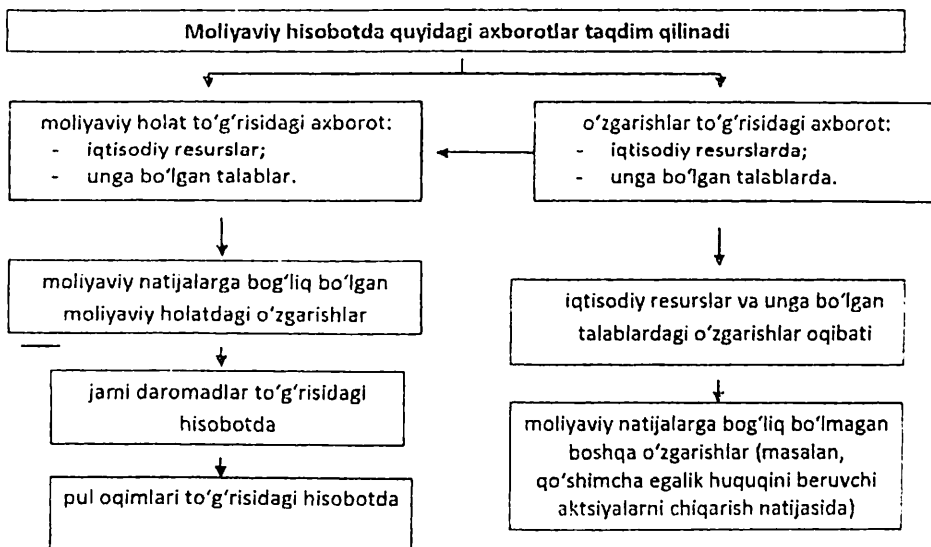 Moliyaviy hisobotda quyidagi axborotlar taqdim qilinadi
moliyaviy holat to'g'risidagi axborot:
- iqtisodiy resurslar;
- unga bo'lgan talablar.
o'zgarishlar to'g'risidagi axborot:
- iqtisodiy resurslarda;
- unga bo'lgan talablarda.
moliyaviy natijalarga bog'liq bo'lgan
moliyaviy holatdagi o'zgarishlar
iqtisodiy resurslar va unga bo'lgan
talablardagi o'zgarishlar oqibati
jami daromadlar to'g'risidagi
hisobotda
moliyaviy natijalarga bog'liq bo'lmagan
boshqa o'zgarishlar (masalan,
qo'shimcha egalik huquqini beruvchi
aktsiyalarni chiqarish natijasida)
pul oqimlari to'g'risidagi hisobotda